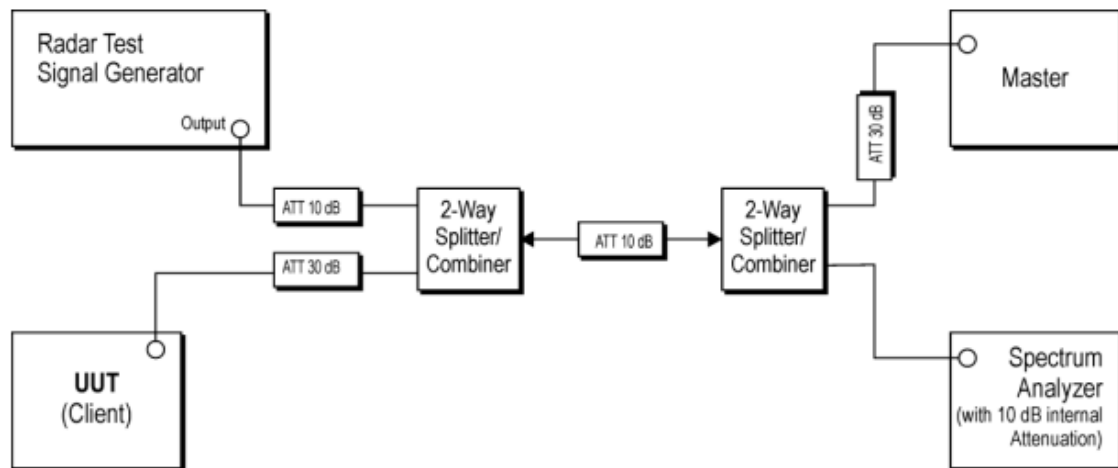 Radar Test
Signal Generator
Output
Master
ATT 30 dB
ATT 10 dB
2-Way
Splitter/
Combiner
ATT 10 dB
2-Way
Splitter/
Combiner
ATT 30 dB
UUT
(Client)
Spectrum
Analyzer
(with 10 dB internal
Attenuation)